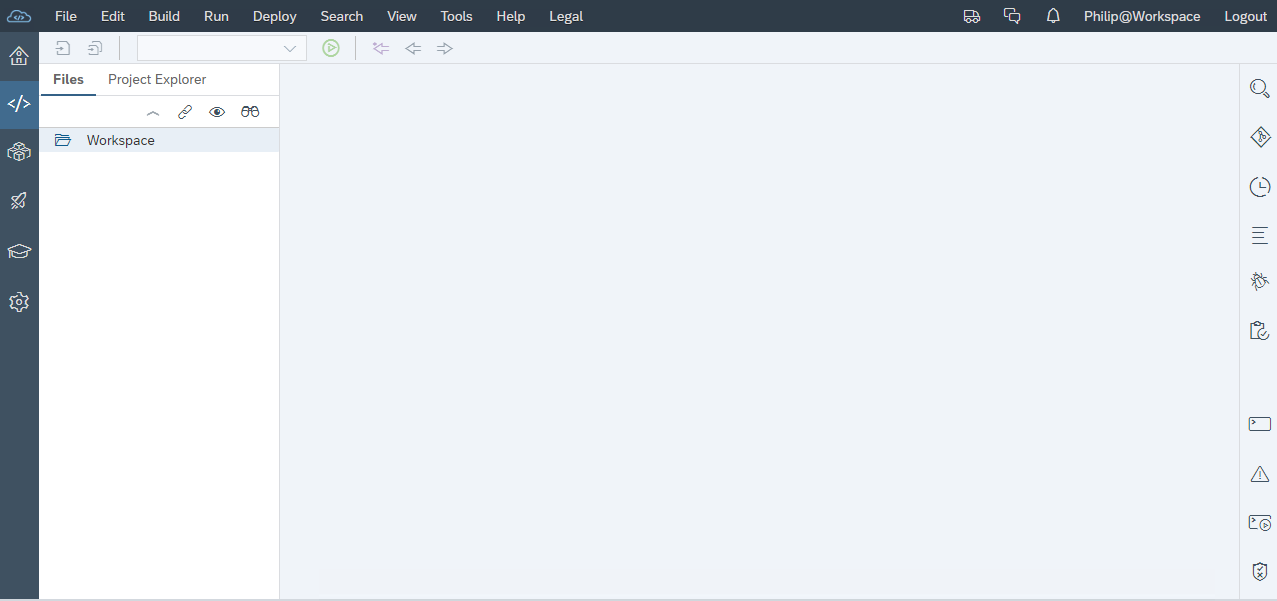 File Edit Build Run Deploy Search View Tools Help Legal Philip@Workspace Logout
Files Project Explorer
Workspace